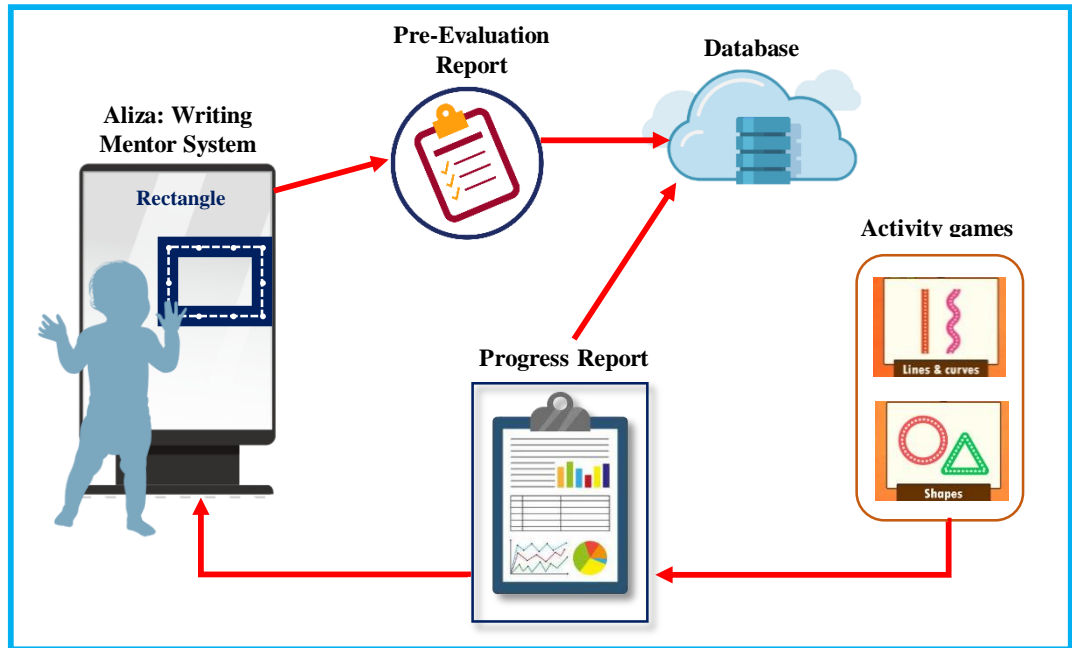 Pre-Evaluation
Report
Database
Aliza: Writing
Mentor System
Rectangle
Activity games
Lines & curves
Progress Report
Shapes